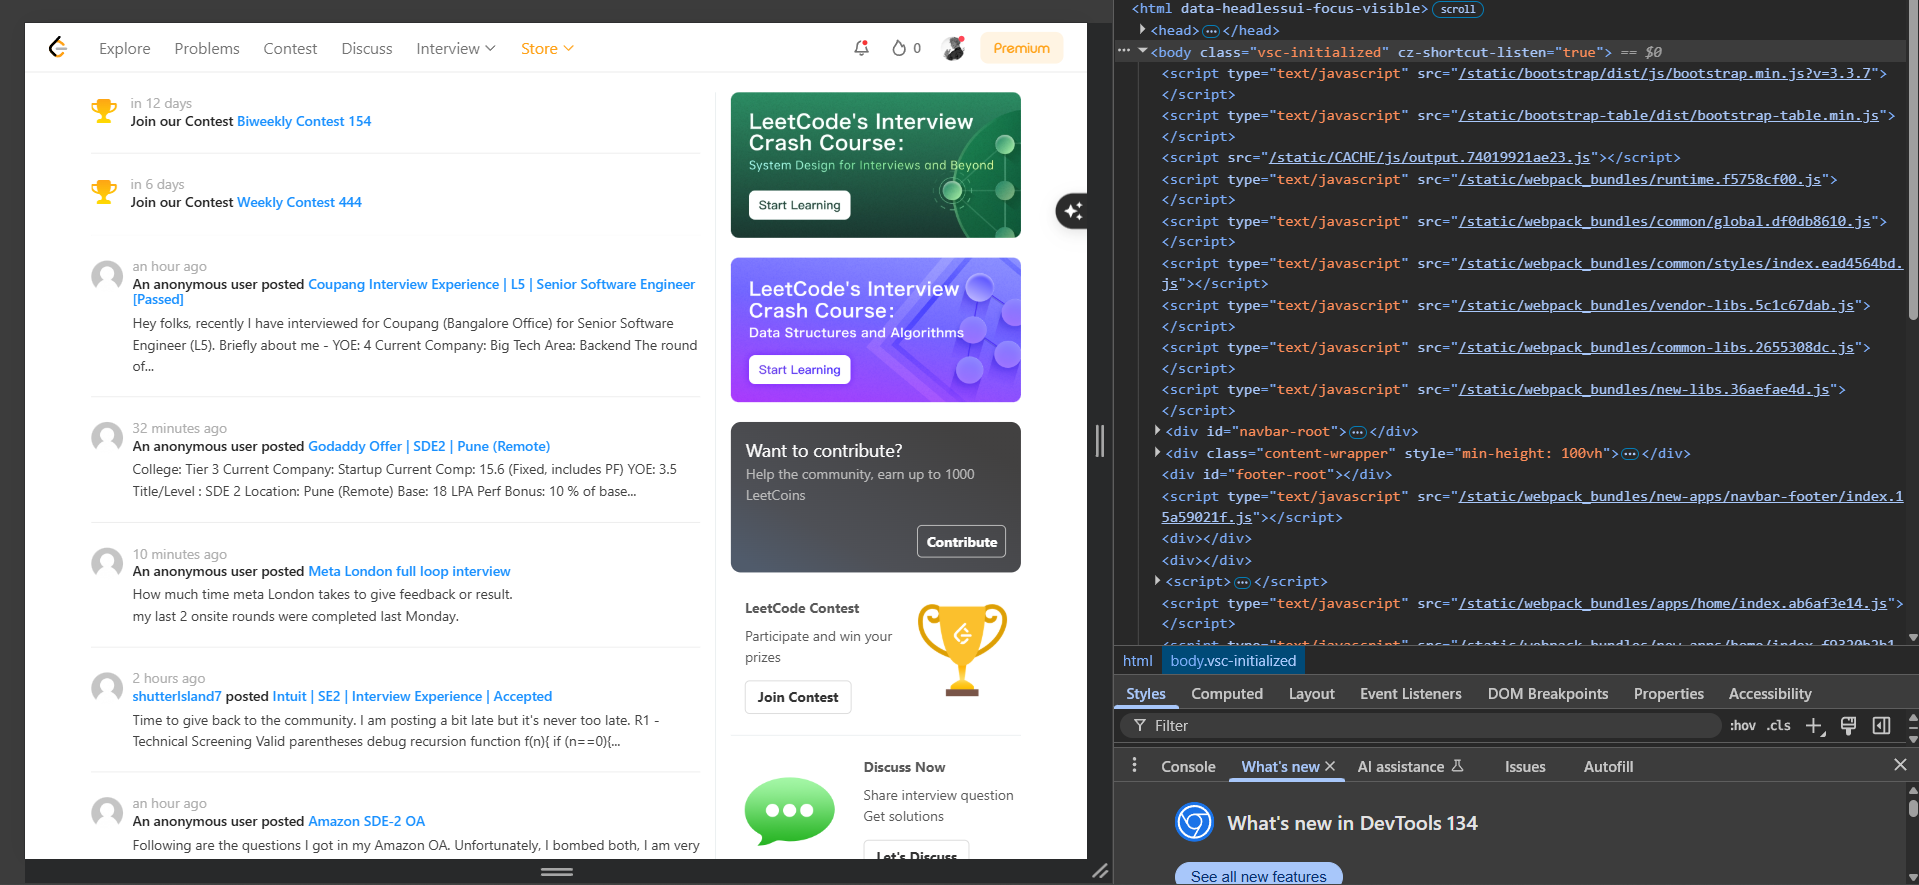 Explore Problems Contest Discuss Interview Store 0 Premium
in 12 days
Join our Contest Biweekly Contest 154
in 6 days
Join our Contest Weekly Contest 444
an hour ago
An anonymous user posted Coupang Interview Experience | L5 | Senior Software Engineer
[Passed]
Hey folks, recently I have interviewed for Coupang (Bangalore Office) for Senior Software
Engineer (L5). Briefly about me - YOE: 4 Current Company: Big Tech Area: Backend The round
of...
32 minutes ago
An anonymous user posted Godaddy Offer | SDE2 | Pune (Remote)
College: Tier 3 Current Company: Startup Current Comp: 15.6 (Fixed, includes PF) YOE: 3.5
Title/Level : SDE 2 Location: Pune (Remote) Base: 18 LPA Perf Bonus: 10 % of base...
10 minutes ago
An anonymous user posted Meta London full loop interview
How much time meta London takes to give feedback or result.
my last 2 onsite rounds were completed last Monday.
2 hours ago
shutterIsland7 posted Intuit | SE2 | Interview Experience | Accepted
Time to give back to the community. I am posting a bit late but it's never too late. R1 -
Technical Screening Valid parentheses debug recursion function f(n){ if (n==0){...
an hour ago
An anonymous user posted Amazon SDE-2 OA
Following are the questions I got in my Amazon OA. Unfortunately, I bombed both, I am very
LeetCode's Interview
Crash Course:
System Design for Interviews and Beyond
Start Learning
LeetCode's Interview
Crash Course:
Data Structures and Algorithms
Start Learning
Want to contribute?
Help the community, earn up to 1000
LeetCoins
Contribute
LeetCode Contest
Participate and win your
prizes
Join Contest
Discuss Now
Share interview question
Get solutions
Let's Discuss
<html data-headlessui-focus-visible> scroll
<head> ... </head>
... <body class="vsc-initialized" cz-shortcut-listen="true"> == $0
<script type="text/javascript" src="/static/bootstrap/dist/js/bootstrap.min.js?v=3.3.7">
</script>
<script type="text/javascript" src="/static/bootstrap-table/dist/bootstrap-table.min.js">
</script>
<script src="/static/CACHE/js/output.74019921ae23.js"></script>
<script type="text/javascript" src="/static/webpack_bundles/runtime.f5758cf00.js">
</script>
<script type="text/javascript" src="/static/webpack_bundles/common/global.df0db8610.js">
</script>
<script type="text/javascript" src="/static/webpack_bundles/common/styles/index.ead4564bd.
js"></script>
<script type="text/javascript" src="/static/webpack_bundles/vendor-libs.5c1c67dab.js">
</script>
<script type="text/javascript" src="/static/webpack_bundles/common-libs.2655308dc.js">
</script>
<script type="text/javascript" src="/static/webpack_bundles/new-libs.36aefae4d.js">
</script>
<div id="navbar-root"> ... </div>
<div class="content-wrapper" style="min-height: 100vh"> ... </div>
<div id="footer-root"></div>
<script type="text/javascript" src="/static/webpack_bundles/new-apps/navbar-footer/index.1
5a59021f.js"></script>
<div></div>
<div></div>
<script> ... </script>
<script type="text/javascript" src="/static/webpack_bundles/apps/home/index.ab6af3e14.js">
</script>
<script type="text/javascript" src="/static/webpack_bundles/new-apps/home/index.f9320b2b1
html body.vsc-initialized
Styles Computed Layout Event Listeners DOM Breakpoints Properties Accessibility
Filter :hov .cls
Console What's new AI assistance Issues Autofill
What's new in DevTools 134
See all new features